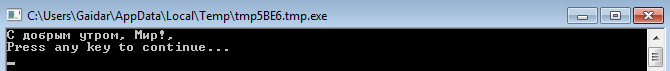 C:\Users\Gaidar\AppData\Local\Temp\tmp5BE6.tmp.exe
С добрым утром, Мир!,
Press any key to continue...